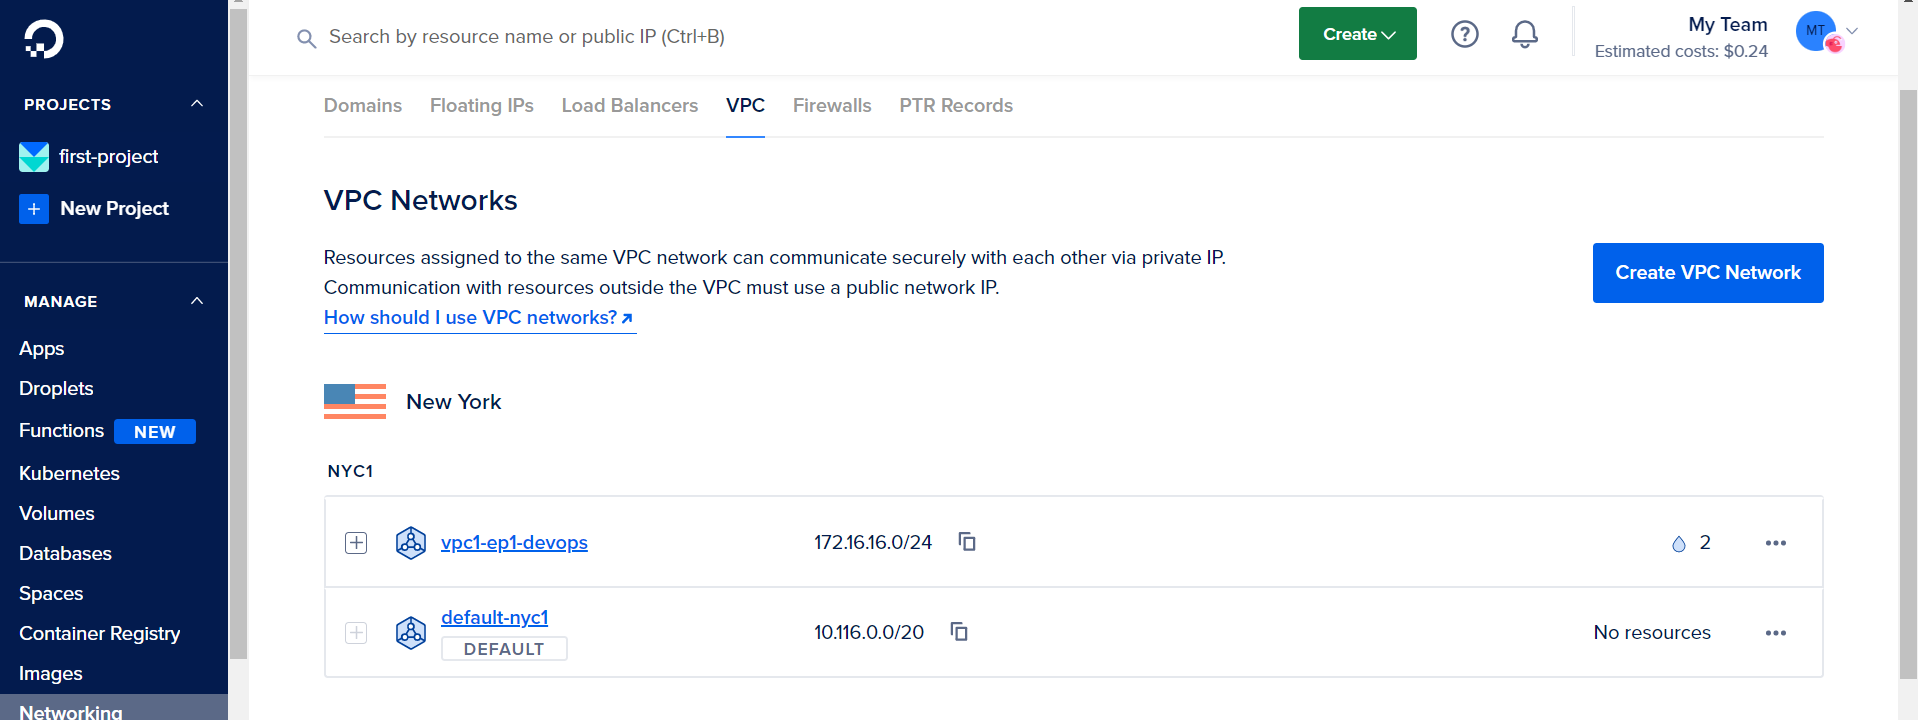 Search by resource name or public IP (Ctrl+B)
Create
?
My Team
Estimated costs: $0.24
MT
PROJECTS
first-project
+ New Project
MANAGE
Apps
Droplets
Functions NEW
Kubernetes
Volumes
Databases
Spaces
Container Registry
Images
Networking
Domains Floating IPs Load Balancers VPC Firewalls PTR Records
VPC Networks
Resources assigned to the same VPC network can communicate securely with each other via private IP.
Communication with resources outside the VPC must use a public network IP.
How should I use VPC networks?
Create VPC Network
New York
NYC1
vpc1-ep1-devops 172.16.16.0/24 2
default-nyc1 10.116.0.0/20 No resources
DEFAULT